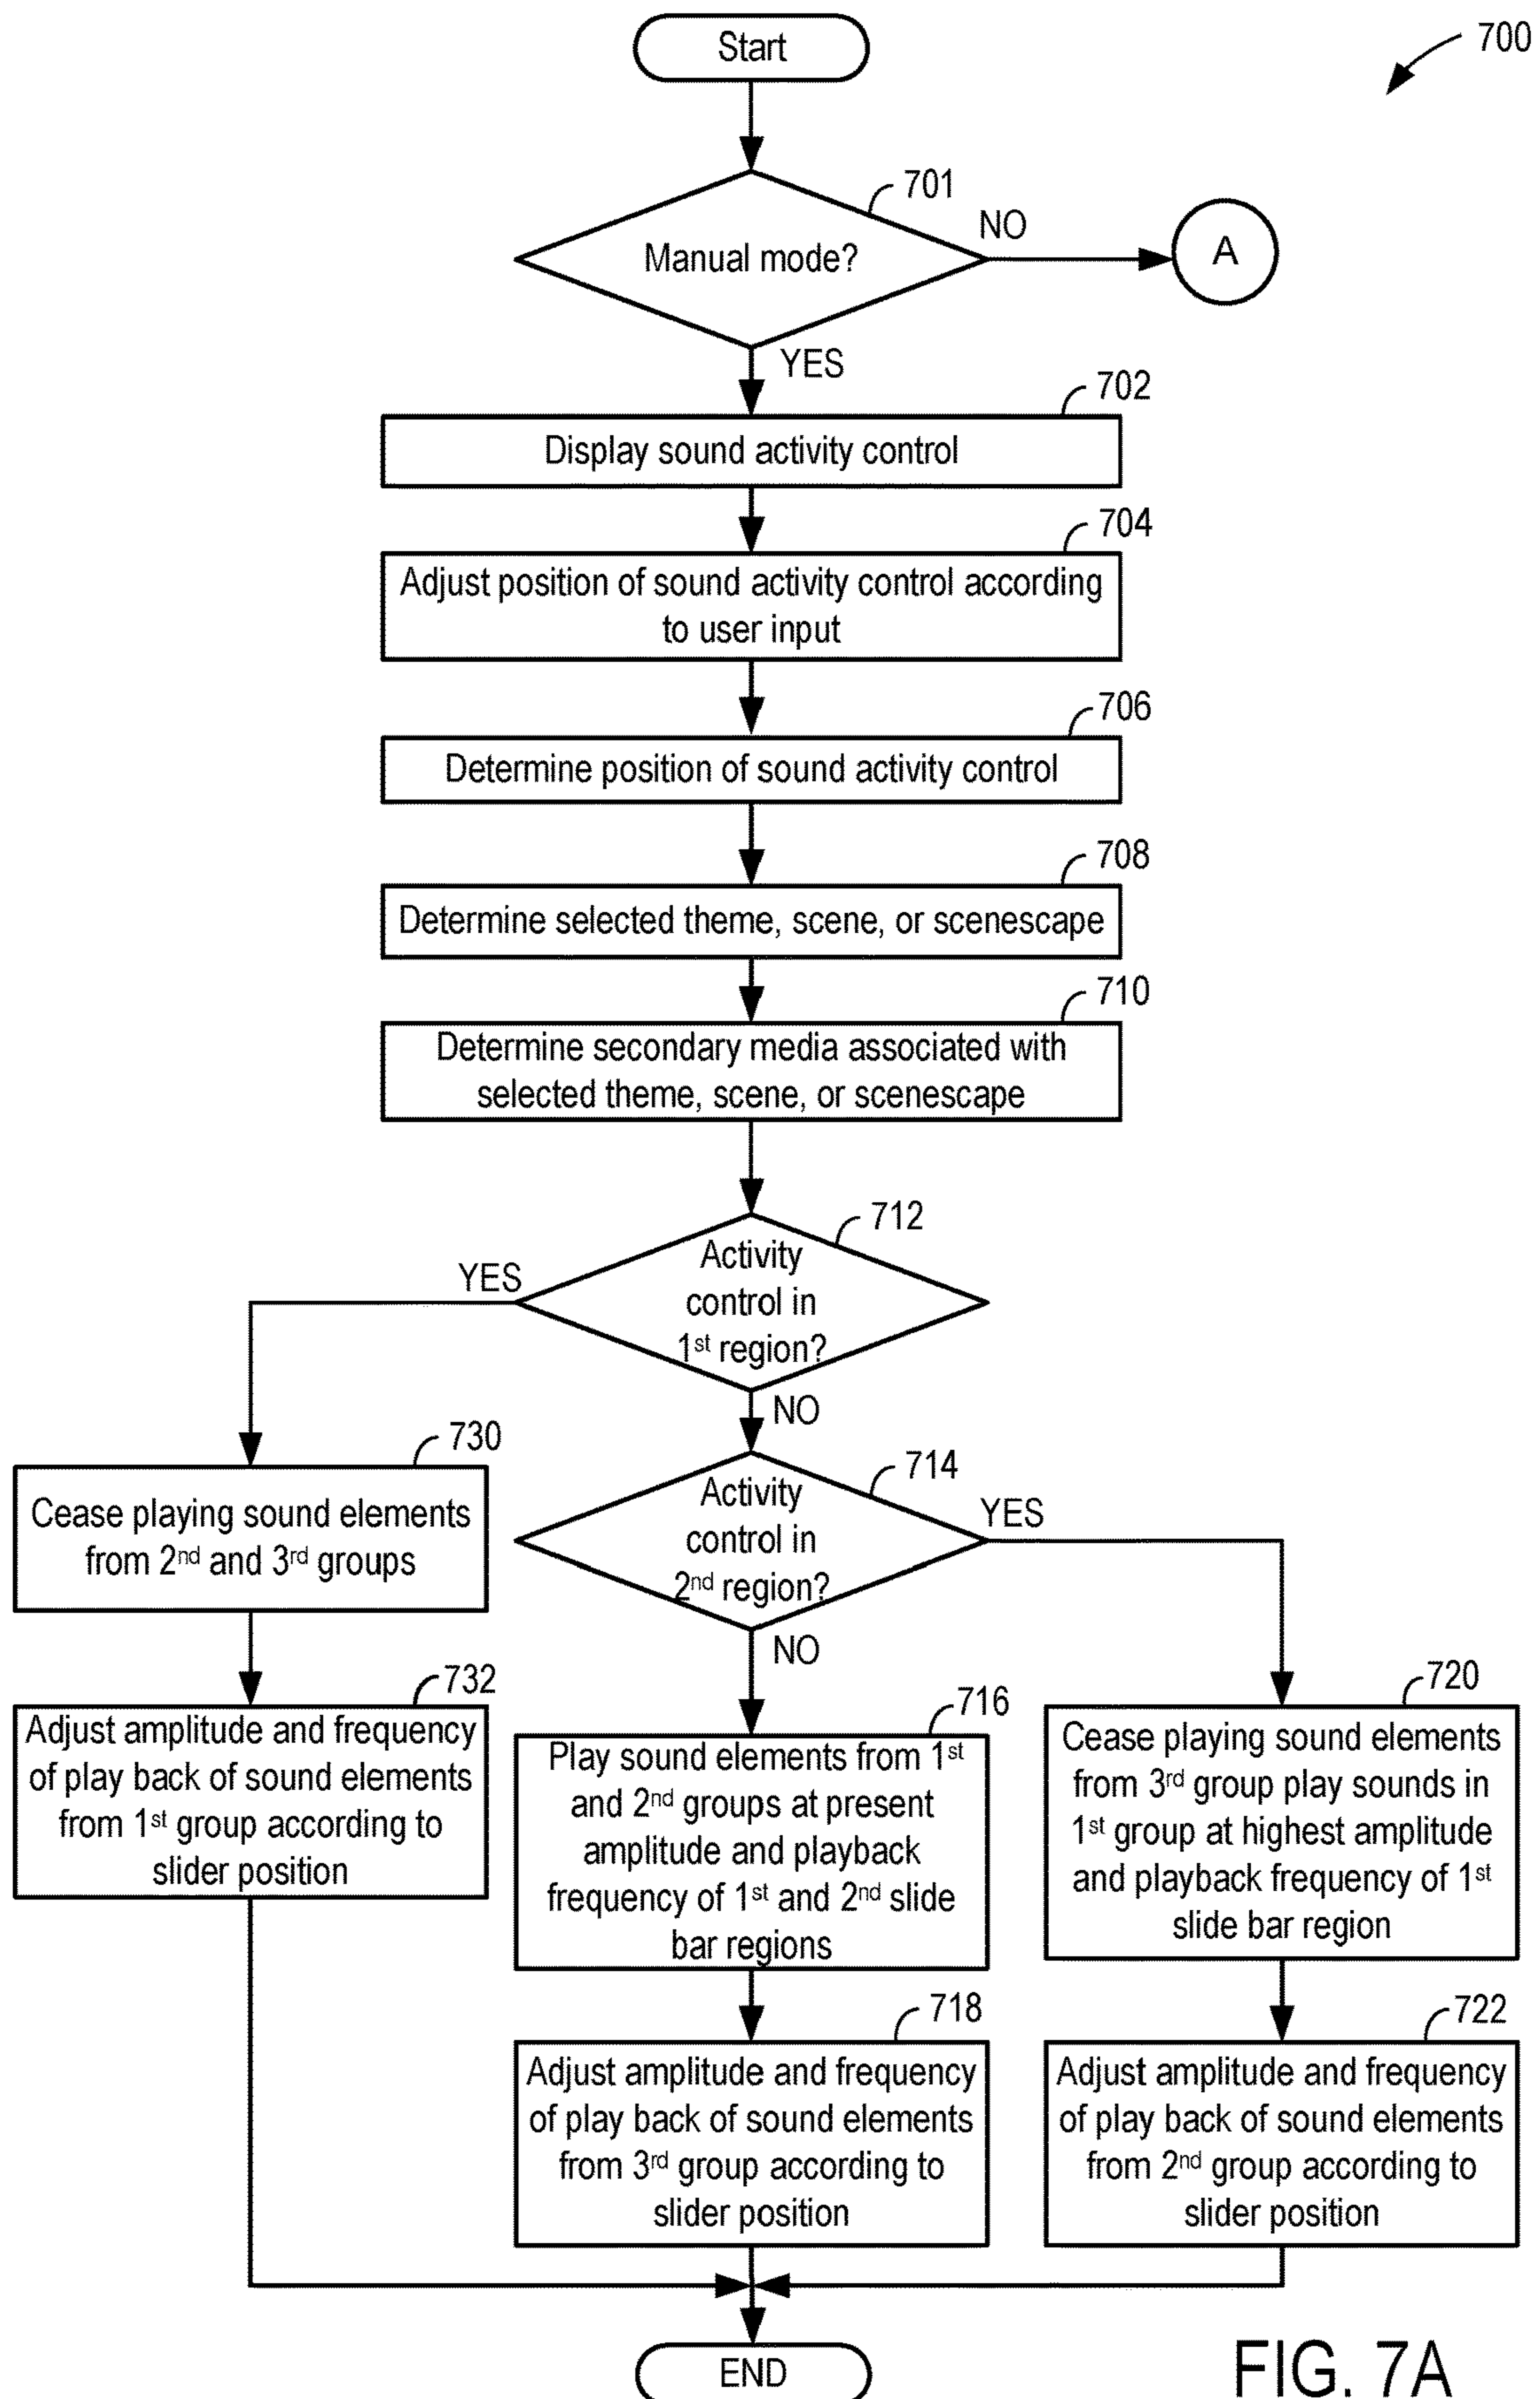 Start
700
701
Manual mode?
NO
A
YES
702
Display sound activity control
704
Adjust position of sound activity control according
to user input
706
Determine position of sound activity control
708
Determine selected theme, scene, or scenescape
710
Determine secondary media associated with
selected theme, scene, or scenescape
712
Activity
control in
1st region?
YES
NO
730
Cease playing sound elements
from 2nd and 3rd groups
714
Activity
control in
2nd region?
YES
NO
732
Adjust amplitude and frequency
of play back of sound elements
from 1st group according to
slider position
716
Play sound elements from 1st
and 2nd groups at present
amplitude and playback
frequency of 1st and 2nd slide
bar regions
720
Cease playing sound elements
from 3rd group play sounds in
1st group at highest amplitude
and playback frequency of 1st
slide bar region
718
Adjust amplitude and frequency
of play back of sound elements
from 3rd group according to
slider position
722
Adjust amplitude and frequency
of play back of sound elements
from 2nd group according to
slider position
END
FIG. 7A